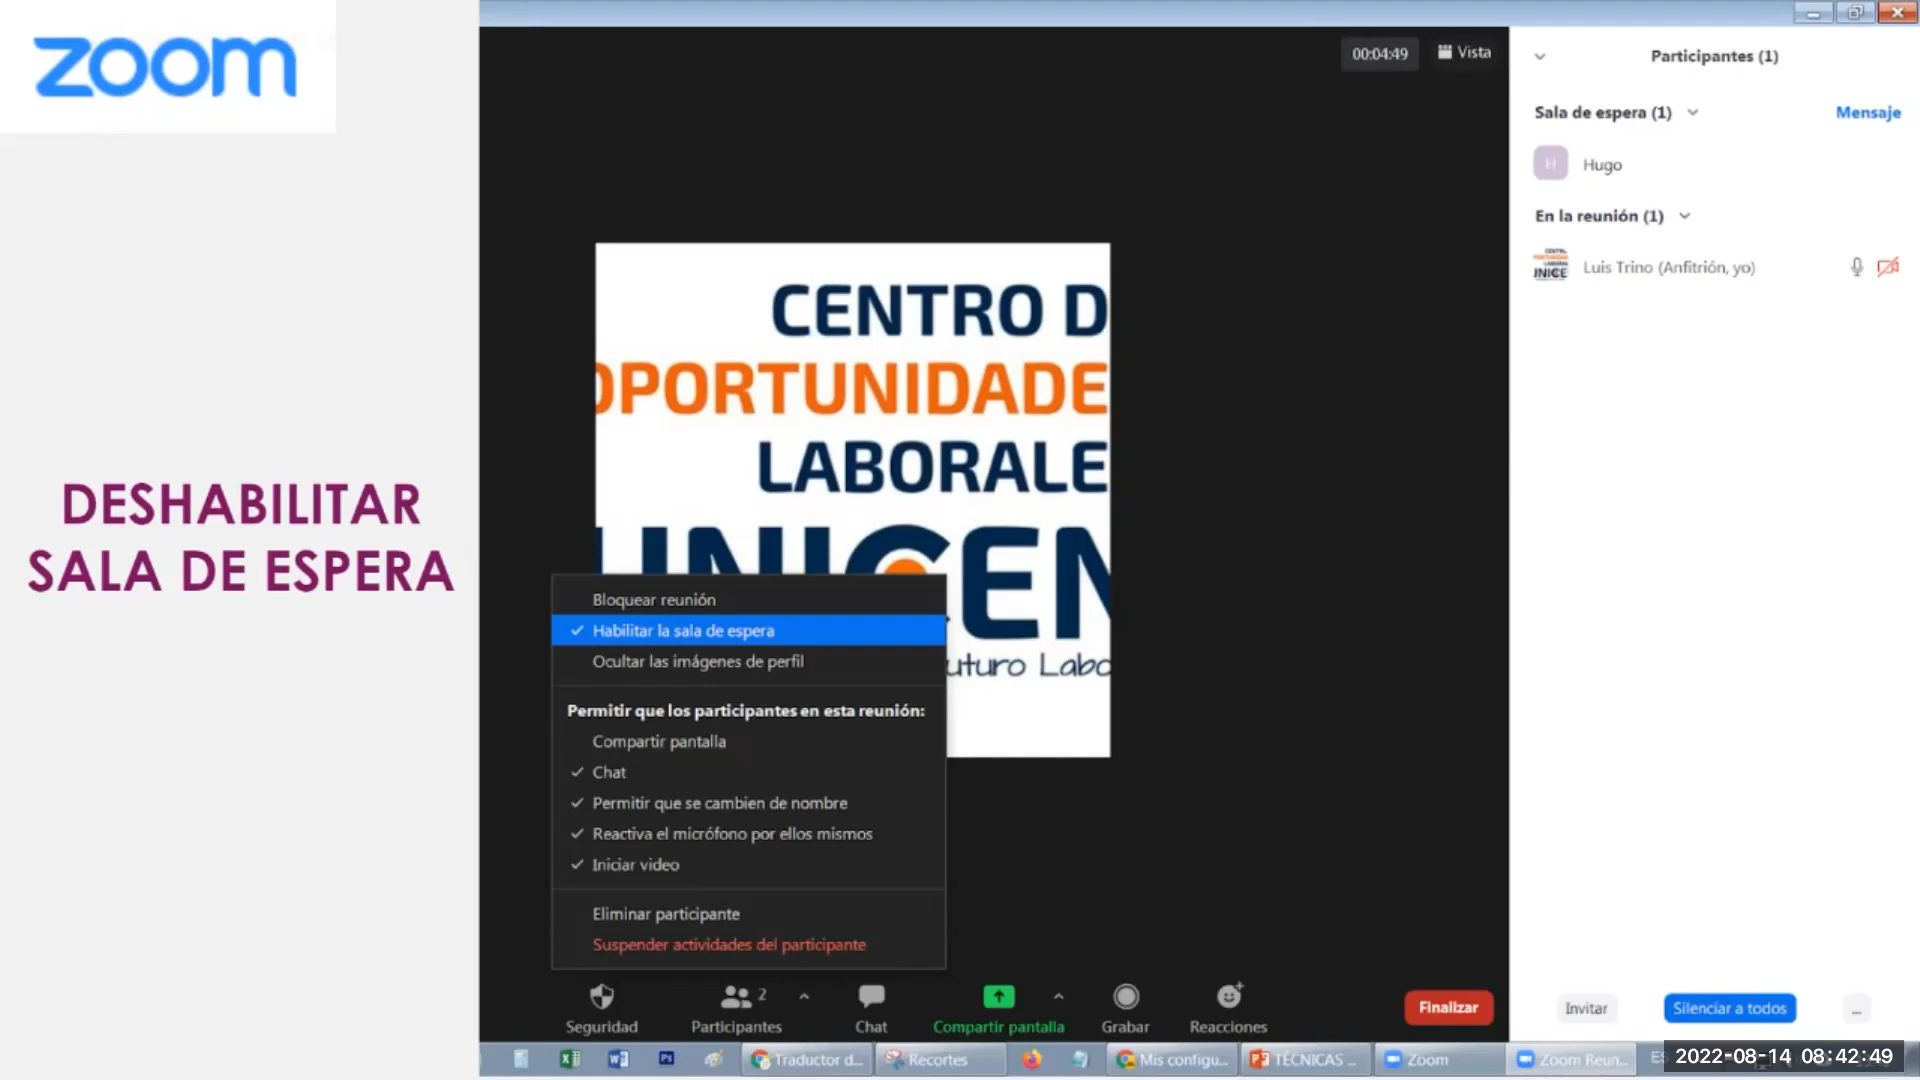 zoom
DESHABILITAR
SALA DE ESPERA
00:04:49
Vista
CENTRO D
OPORTUNIDADE
LABORALE
UNICEN
uturo Labo
Bloquear reunión
Habilitar la sala de espera
Ocultar las imágenes de perfil
Permitir que los participantes en esta reunión:
Compartir pantalla
Chat
Permitir que se cambien de nombre
Reactiva el micrófono por ellos mismos
Iniciar video
Eliminar participante
Suspender actividades del participante
Seguridad
2
Participantes
Chat
Compartir pantalla
Grabar
Reacciones
Finalizar
Participantes (1)
Sala de espera (1)
Mensaje
H
Hugo
En la reunión (1)
Luis Trino (Anfitrión, yo)
Invitar
Silenciar a todos
...
Traductor d...
Recortes
Mis configu...
TÉCNICAS ...
Zoom
Zoom Reun...
ES
2022-08-14 08:42:49